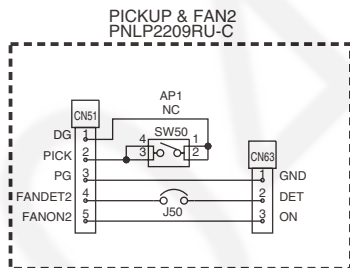 PICKUP & FAN2
PNLP2209RU-C
AP1
NC
CN51
SW50
DG 1
4 1
3 2
PICK 2
CN63
PG 3
1 GND
FANDET2 4
2 DET
J50
FANON2 5
3 ON